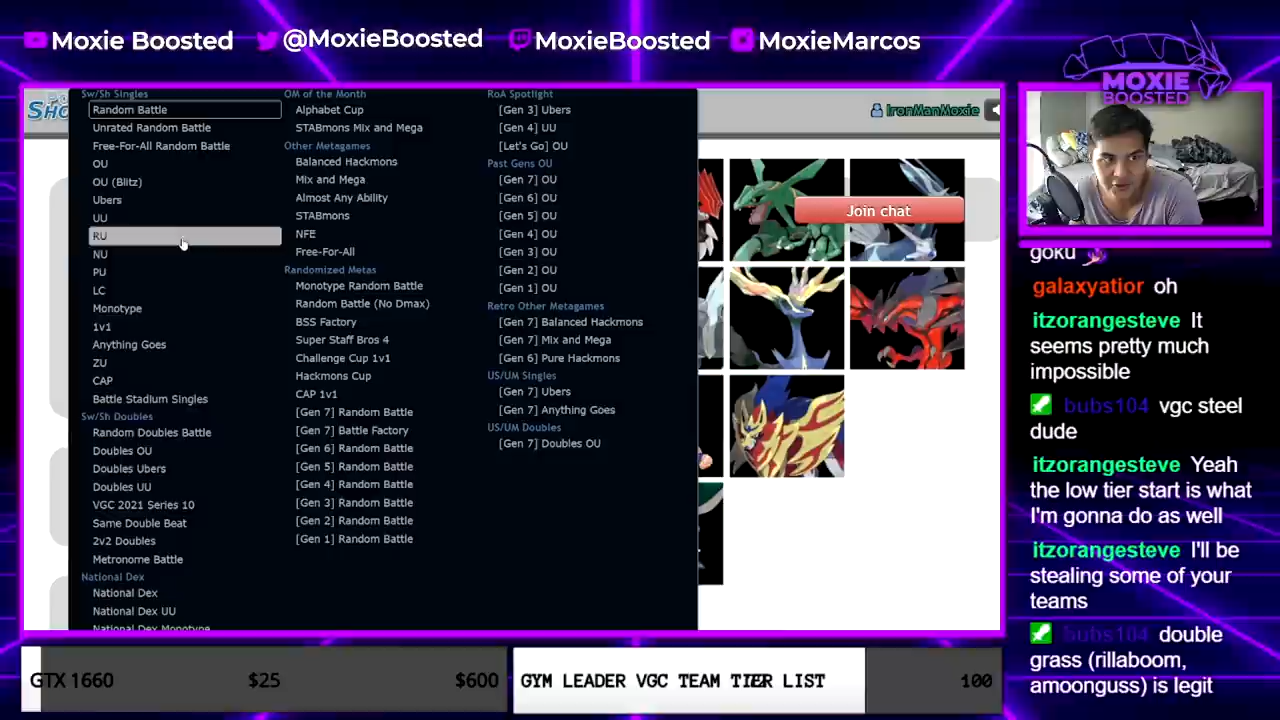 Moxie Boosted
@MoxieBoosted
MoxieBoosted
MoxieMarcos
MOXIE
BOOSTED
SHO
IronManMoxie
Join chat
Sw/Sh Singles
Random Battle
Unrated Random Battle
Free-For-All Random Battle
OU
OU (Blitz)
Ubers
UU
RU
NU
PU
LC
Monotype
1v1
Anything Goes
ZU
CAP
Battle Stadium Singles
Sw/Sh Doubles
Random Doubles Battle
Doubles OU
Doubles Ubers
Doubles UU
VGC 2021 Series 10
Same Double Beat
2v2 Doubles
Metronome Battle
National Dex
National Dex
National Dex UU
National Dex Monotype
OM of the Month
Alphabet Cup
STABmons Mix and Mega
Other Metagames
Balanced Hackmons
Mix and Mega
Almost Any Ability
STABmons
NFE
Free-For-All
Randomized Metas
Monotype Random Battle
Random Battle (No Dmax)
BSS Factory
Super Staff Bros 4
Challenge Cup 1v1
Hackmons Cup
CAP 1v1
[Gen 7] Random Battle
[Gen 7] Battle Factory
[Gen 6] Random Battle
[Gen 5] Random Battle
[Gen 4] Random Battle
[Gen 3] Random Battle
[Gen 2] Random Battle
[Gen 1] Random Battle
RoA Spotlight
[Gen 3] Ubers
[Gen 4] UU
[Let's Go] OU
Past Gens OU
[Gen 7] OU
[Gen 6] OU
[Gen 5] OU
[Gen 4] OU
[Gen 3] OU
[Gen 2] OU
[Gen 1] OU
Retro Other Metagames
[Gen 7] Balanced Hackmons
[Gen 7] Mix and Mega
[Gen 6] Pure Hackmons
US/UM Singles
[Gen 7] Ubers
[Gen 7] Anything Goes
US/UM Doubles
[Gen 7] Doubles OU
goku
galaxyatior oh
itzorangesteve It
seems pretty much
impossible
bubs104 vgc steel
dude
itzorangesteve Yeah
the low tier start is what
I'm gonna do as well
itzorangesteve I'll be
stealing some of your
teams
bubs104 double
grass (rillaboom,
amoonguss) is legit
GTX 1660 $25 $600
GYM LEADER VGC TEAM TIER LIST 100